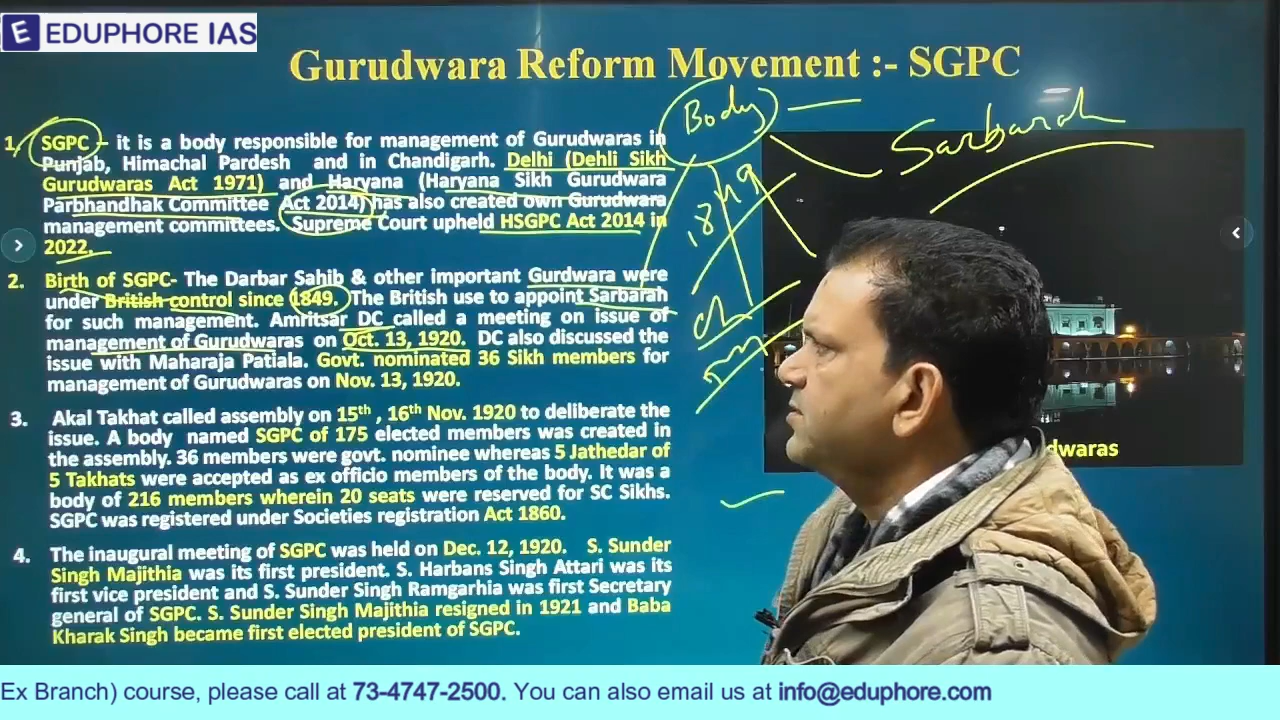 E EDUPHORE IAS
Gurudwara Reform Movement :- SGPC
Body
Sarbarah
1849
1. SGPC - it is a body responsible for management of Gurudwaras in
Punjab, Himachal Pardesh and in Chandigarh. Delhi (Dehli Sikh
Gurudwaras Act 1971) and Haryana (Haryana Sikh Gurudwara
Parbhandhak Committee Act 2014) has also created own Gurudwara
management committees. Supreme Court upheld HSGPC Act 2014 in
2022.
2. Birth of SGPC- The Darbar Sahib & other important Gurdwara were
under British control since 1849. The British use to appoint Sarbarah
for such management. Amritsar DC called a meeting on issue of
management of Gurudwaras on Oct. 13, 1920. DC also discussed the
issue with Maharaja Patiala. Govt. nominated 36 Sikh members for
management of Gurudwaras on Nov. 13, 1920.
3. Akal Takhat called assembly on 15th , 16th Nov. 1920 to deliberate the
issue. A body named SGPC of 175 elected members was created in
the assembly. 36 members were govt. nominee whereas 5 Jathedar of
5 Takhats were accepted as ex officio members of the body. It was a
body of 216 members wherein 20 seats were reserved for SC Sikhs.
SGPC was registered under Societies registration Act 1860.
4. The inaugural meeting of SGPC was held on Dec. 12, 1920. S. Sunder
Singh Majithia was its first president. S. Harbans Singh Attari was its
first vice president and S. Sunder Singh Ramgarhia was first Secretary
general of SGPC. S. Sunder Singh Majithia resigned in 1921 and Baba
Kharak Singh became first elected president of SGPC.
dwaras
Ex Branch) course, please call at 73-4747-2500. You can also email us at info@eduphore.com